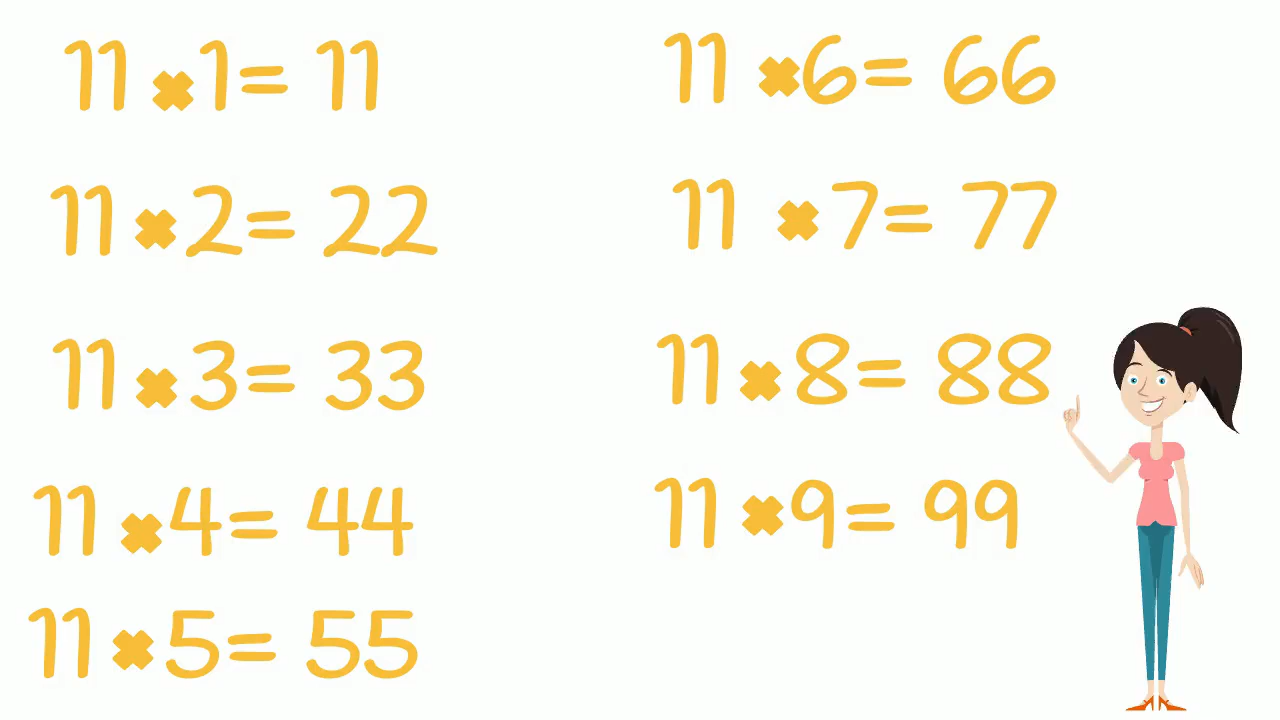 11 ×1= 11
11 ×2= 22
11 ×3= 33
11 ×4= 44
11 ×5= 55
11 ×6= 66
11 ×7= 77
11 ×8= 88
11 ×9= 99